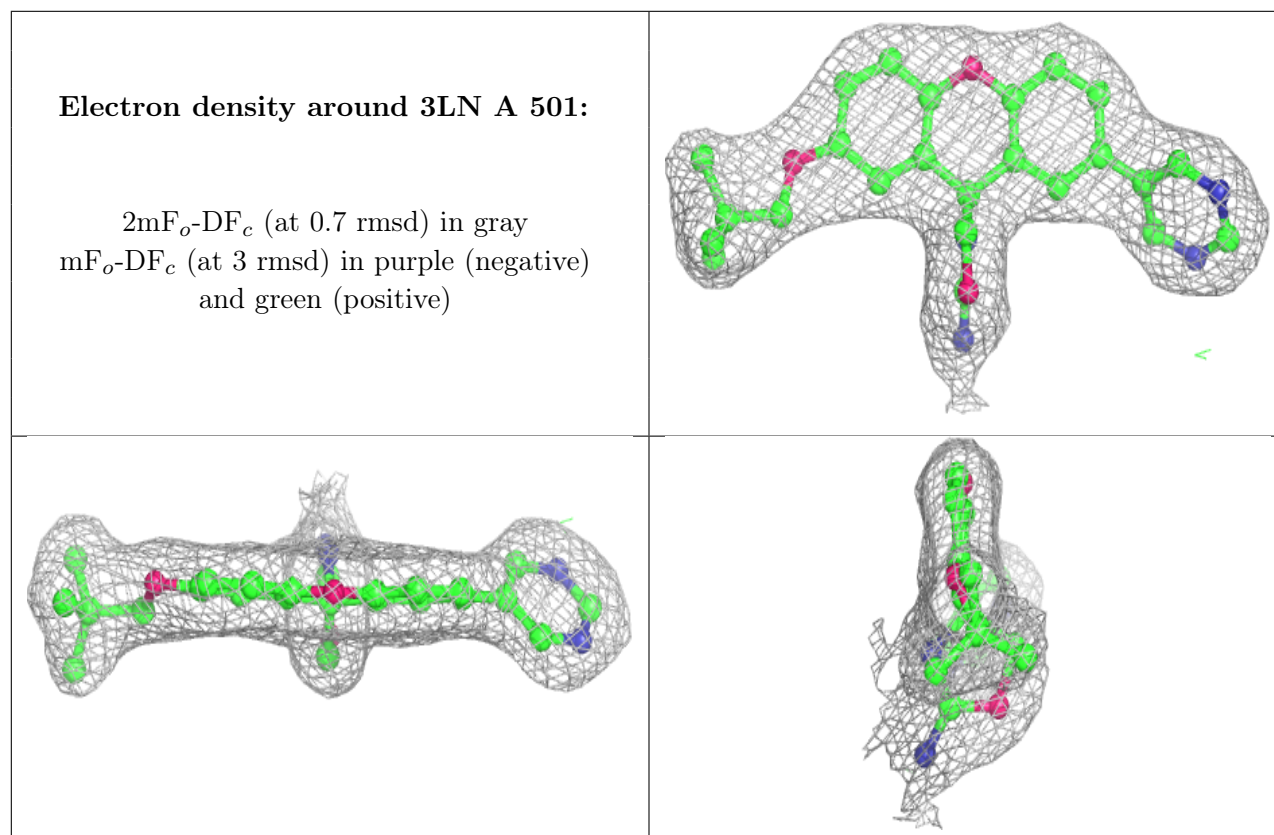 Electron density around 3LN A 501:
2mFₒ-DF𝒸 (at 0.7 rmsd) in gray
mFₒ-DF𝒸 (at 3 rmsd) in purple (negative)
and green (positive)